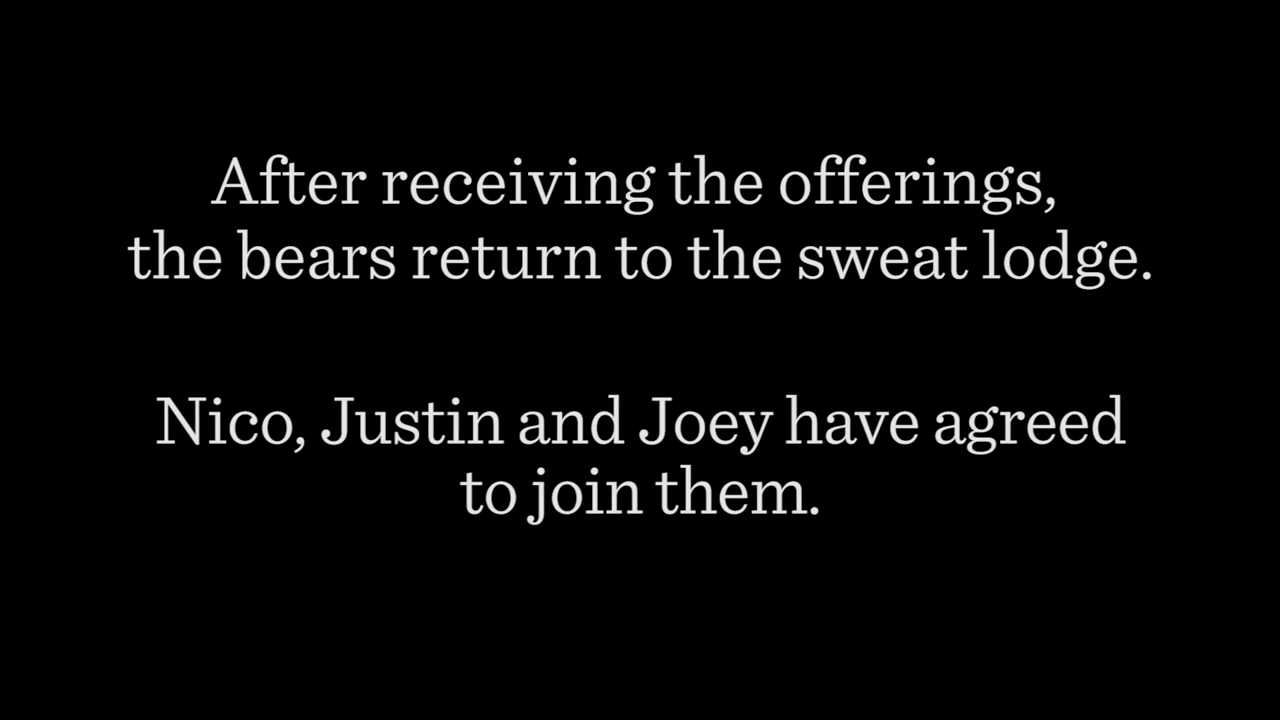 After receiving the offerings,
the bears return to the sweat lodge.
Nico, Justin and Joey have agreed
to join them.